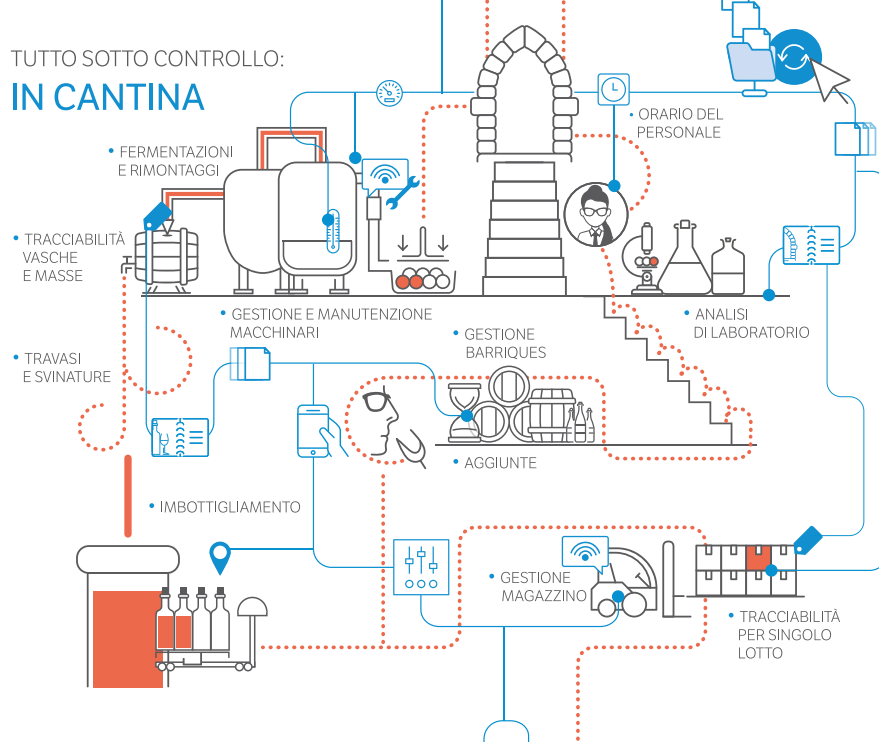 TUTTO SOTTO CONTROLLO:
IN CANTINA
• ORARIO DEL
PERSONALE
• FERMENTAZIONI
E RIMONTAGGI
• TRACCIABILITÀ
VASCHE
E MASSE
• GESTIONE E MANUTENZIONE
MACCHINARI
• ANALISI
DI LABORATORIO
• GESTIONE
BARRIQUES
• TRAVASI
E SVINATURE
• AGGIUNTE
• IMBOTTIGLIAMENTO
• GESTIONE
MAGAZZINO
• TRACCIABILITÀ
PER SINGOLO
LOTTO